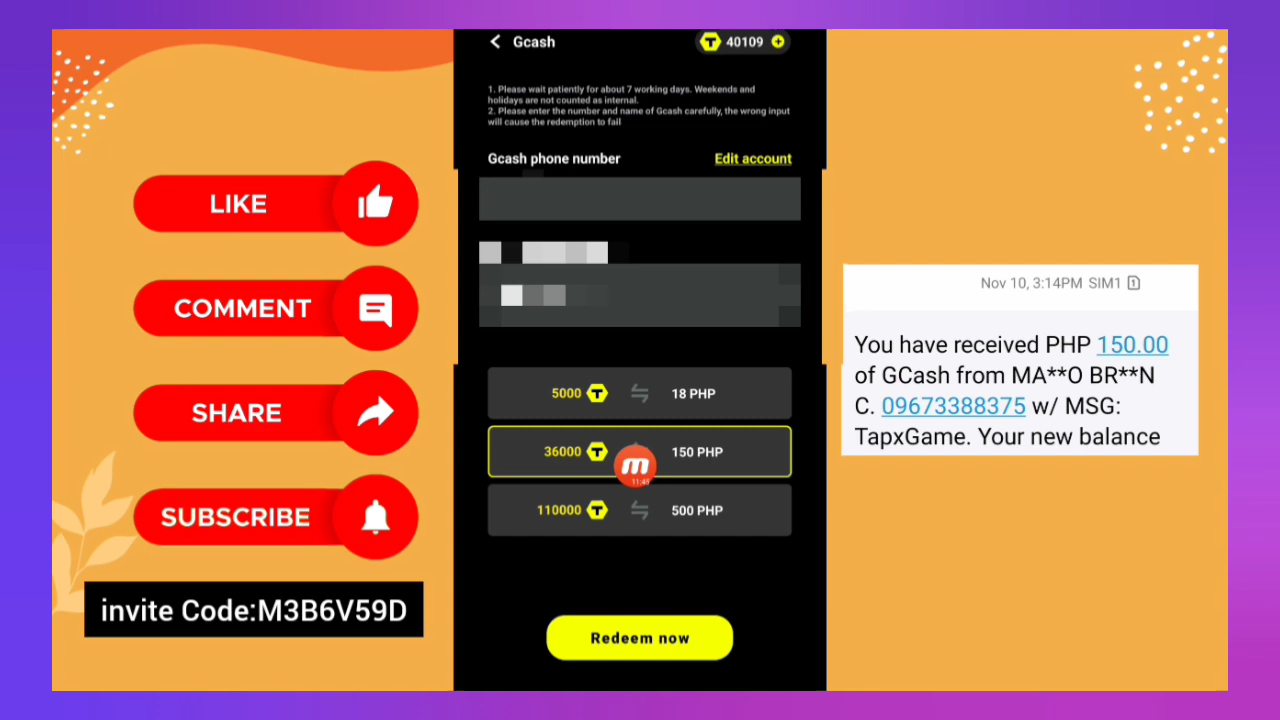 LIKE
COMMENT
SHARE
SUBSCRIBE
invite Code:M3B6V59D
Gcash
40109
1. Please wait patiently for about 7 working days. Weekends and
holidays are not counted as internal.
2. Please enter the number and name of Gcash carefully, the wrong input
will cause the redemption to fail
Gcash phone number
Edit account
5000 T 18 PHP
36000 T 150 PHP
m
11:45
110000 T 500 PHP
Redeem now
Nov 10, 3:14PM SIM1 1
You have received PHP 150.00
of GCash from MA**O BR**N
C. 09673388375 w/ MSG:
TapxGame. Your new balance